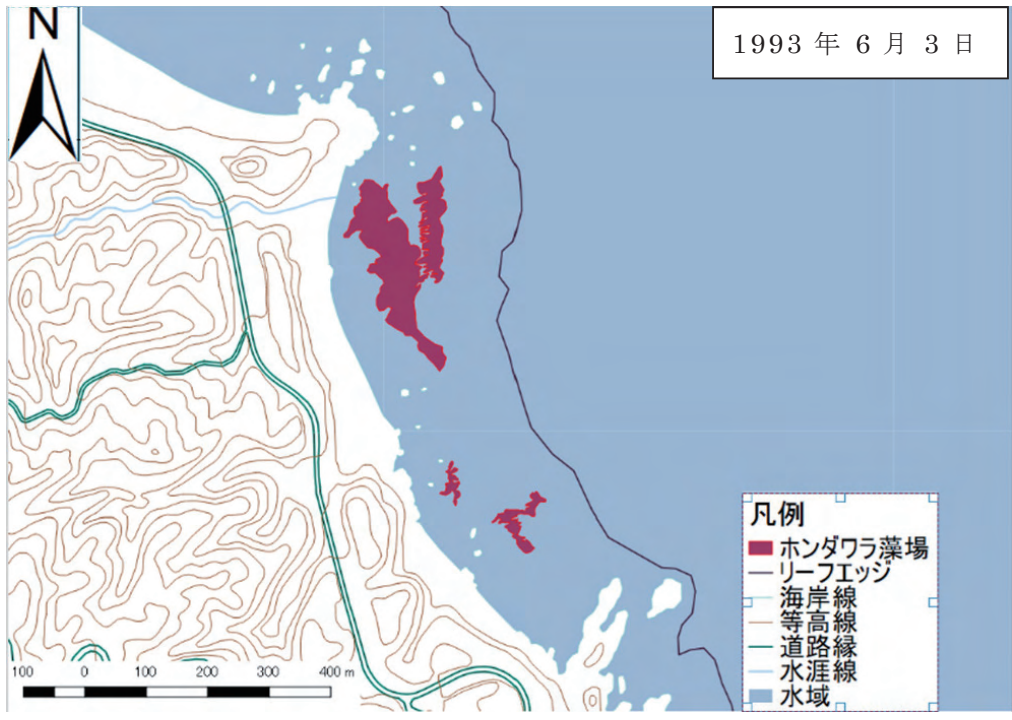 N
1993 年 6 月 3 日
凡例
ホンダワラ藻場
リーフエッジ
海岸線
等高線
道路縁
水涯線
水域
100 0 100 200 300 400 m